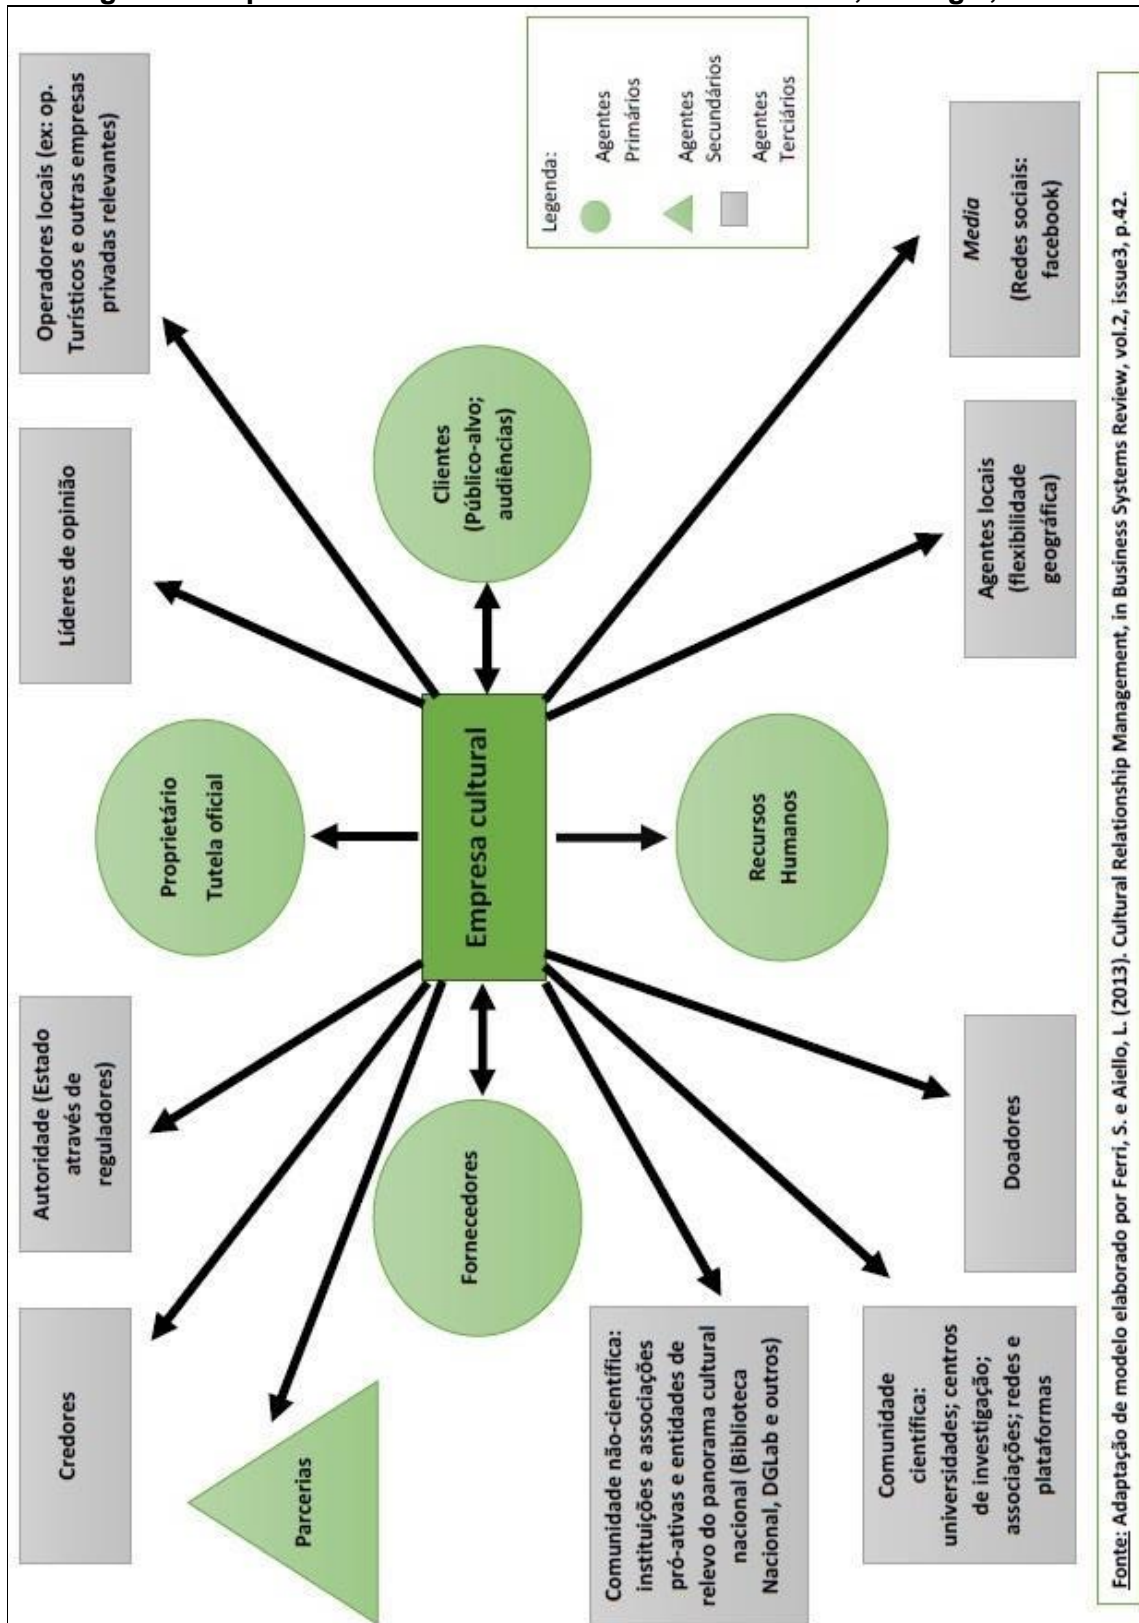 Credores
Autoridade (Estado
através de
reguladores)
Líderes de opinião
Operadores locais (ex: op.
Turísticos e outras empresas
privadas relevantes)
Parcerias
Proprietário
Tutela oficial
Fornecedores
Empresa cultural
Clientes
(Público-alvo;
audiências)
Legenda:
Agentes
Primários
Agentes
Secundários
Agentes
Terciários
Comunidade não-científica:
instituições e associações
pró-ativas e entidades de
relevo do panorama cultural
nacional (Biblioteca
Nacional, DGLab e outros)
Recursos
Humanos
Comunidade
científica:
universidades; centros
de investigação;
associações; redes e
plataformas
Doadores
Agentes locais
(flexibilidade
geográfica)
Media
(Redes sociais:
facebook)
Fonte: Adaptação de modelo elaborado por Ferri, S. e Aiello, L. (2013). Cultural Relationship Management, in Business Systems Review, vol.2, issue3, p.42.